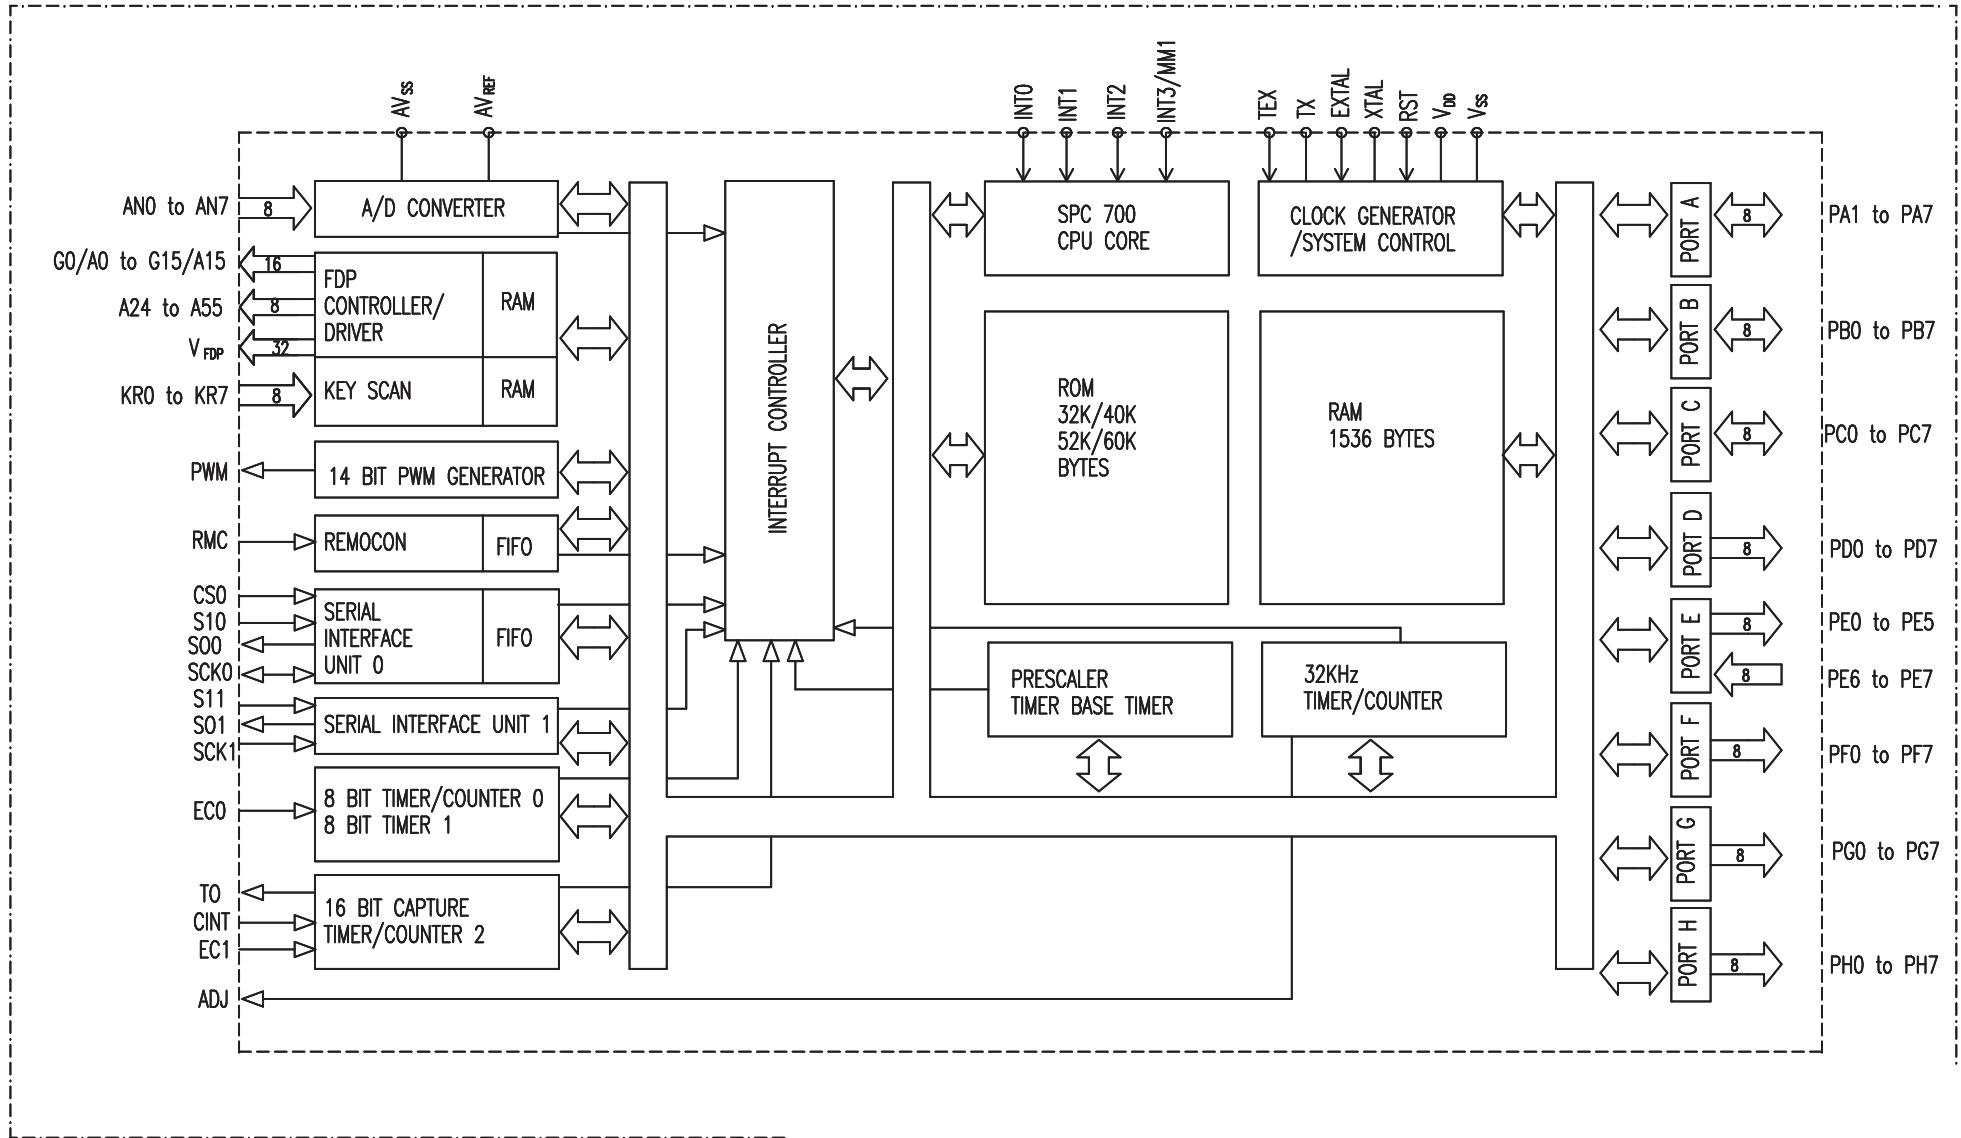 AVSS
AVREF
INT0
INT1
INT2
INT3/MM1
TEX
TX
EXTAL
XTAL
RST
VDD
VSS
AN0 to AN7
8
A/D CONVERTER
G0/A0 to G15/A15
16
A24 to A55
8
VFDP
32
KR0 to KR7
8
FDP
CONTROLLER/
DRIVER
RAM
KEY SCAN
RAM
PWM
14 BIT PWM GENERATOR
RMC
REMOCON
FIFO
CS0
S10
SO0
SCK0
SERIAL
INTERFACE
UNIT 0
FIFO
S11
SO1
SCK1
SERIAL INTERFACE UNIT 1
EC0
8 BIT TIMER/COUNTER 0
8 BIT TIMER 1
TO
CINT
EC1
16 BIT CAPTURE
TIMER/COUNTER 2
ADJ
INTERRUPT CONTROLLER
SPC 700
CPU CORE
CLOCK GENERATOR
/SYSTEM CONTROL
ROM
32K/40K
52K/60K
BYTES
RAM
1536 BYTES
PRESCALER
TIMER BASE TIMER
32KHz
TIMER/COUNTER
PORT A
8
PA1 to PA7
PORT B
8
PB0 to PB7
PORT C
8
PC0 to PC7
PORT D
8
PD0 to PD7
PORT E
8
PE0 to PE5
8
PE6 to PE7
PORT F
8
PF0 to PF7
PORT G
8
PG0 to PG7
PORT H
8
PH0 to PH7